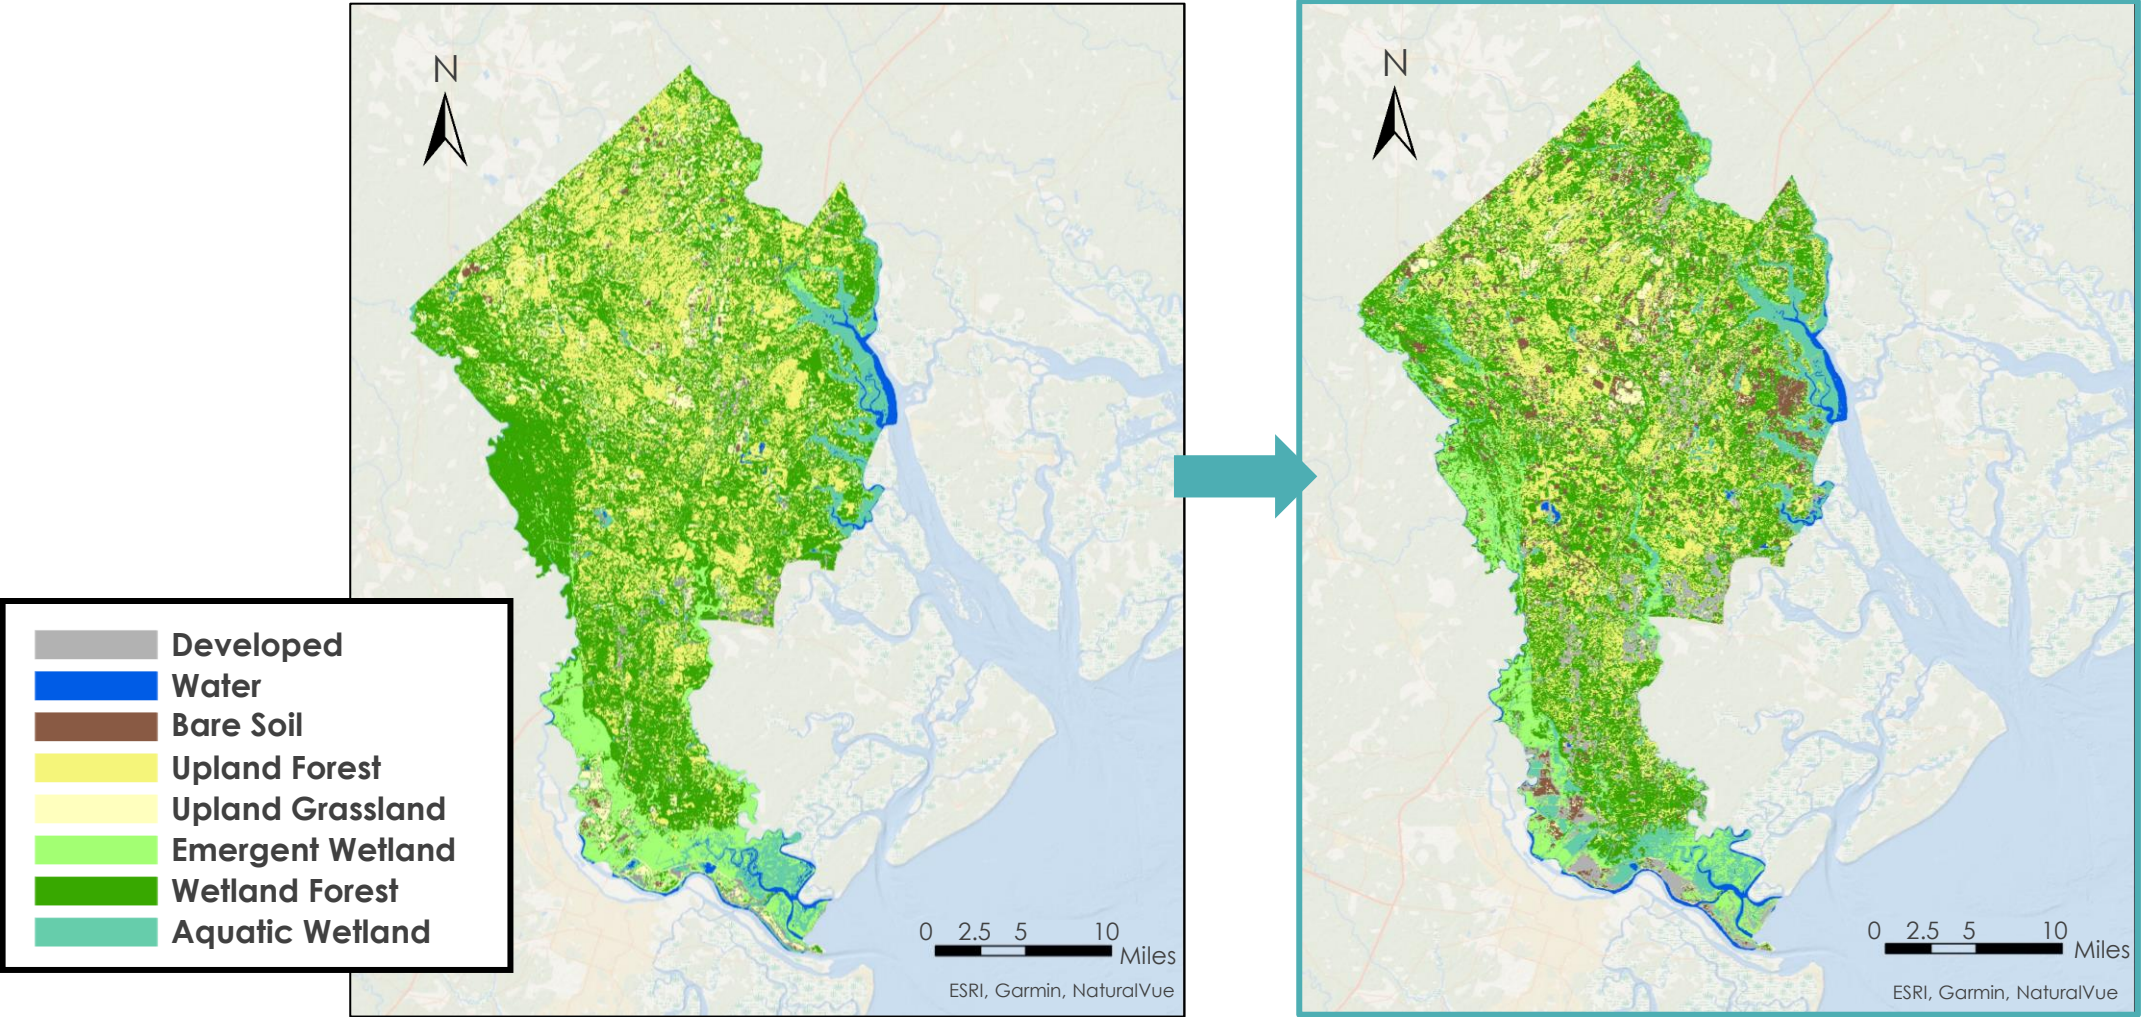 N
N
Developed
Water
Bare Soil
Upland Forest
Upland Grassland
Emergent Wetland
Wetland Forest
Aquatic Wetland
0 2.5 5 10
Miles
ESRI, Garmin, NaturalVue
0 2.5 5 10
Miles
ESRI, Garmin, NaturalVue